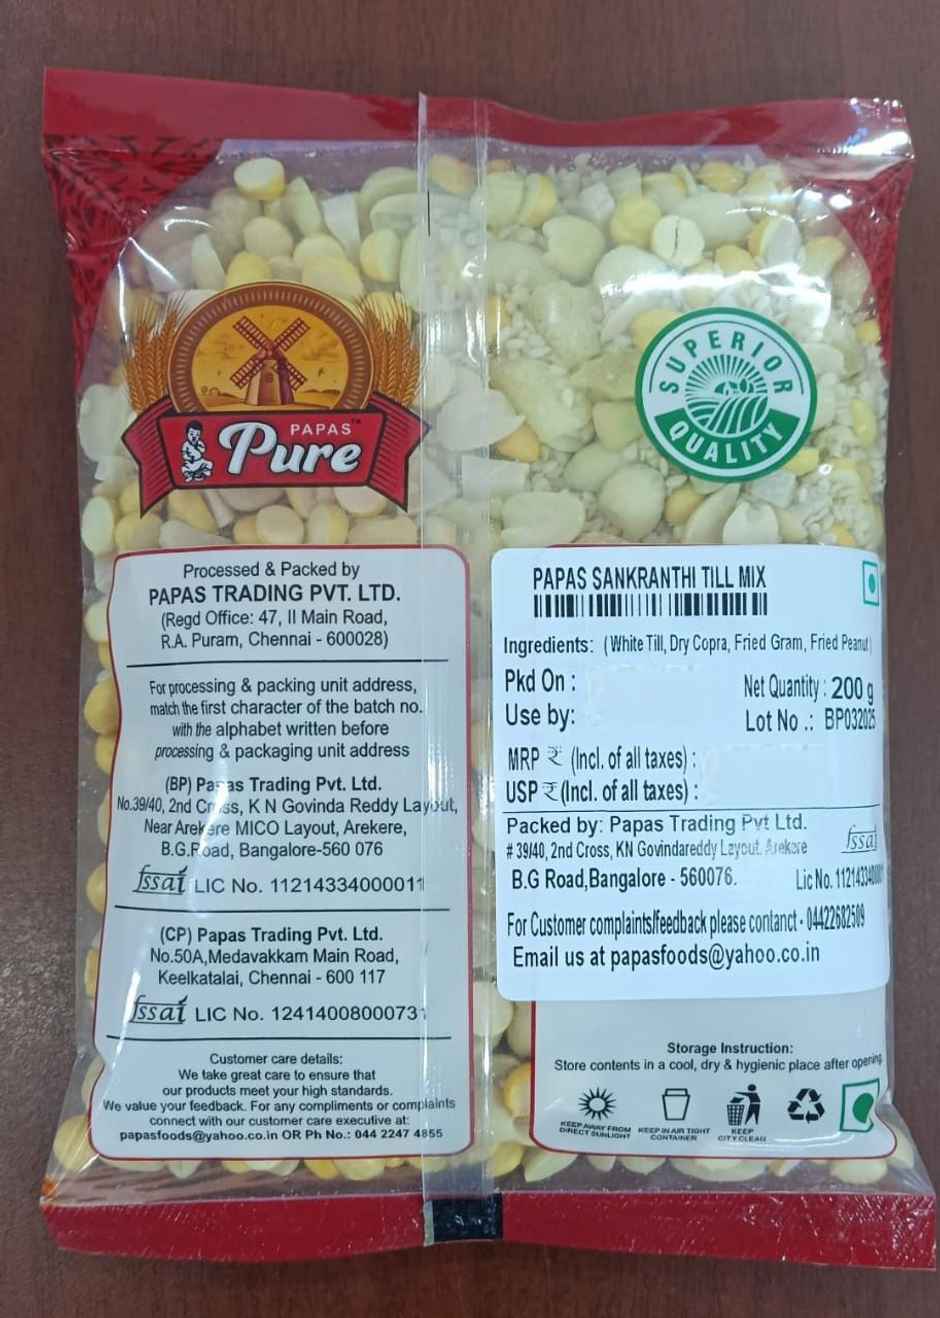 PAPAS™
Pure
SUPERIOR
QUALITY
Processed & Packed by
PAPAS TRADING PVT. LTD.
(Regd Office: 47, II Main Road,
R.A. Puram, Chennai - 600028)
For processing & packing unit address,
match the first character of the batch no.
with the alphabet written before
processing & packaging unit address
(BP) Papas Trading Pvt. Ltd.
No.39/40, 2nd Cross, K N Govinda Reddy Layout,
Near Arekere MICO Layout, Arekere,
B.G.Road, Bangalore-560 076
fssai LIC No. 11214334000011
(CP) Papas Trading Pvt. Ltd.
No.50A,Medavakkam Main Road,
Keelkatalai, Chennai - 600 117
fssai LIC No. 12414008000731
Customer care details:
We take great care to ensure that
our products meet your high standards.
We value your feedback. For any compliments or complaints
connect with our customer care executive at:
papasfoods@yahoo.co.in OR Ph No.: 044 2247 4855
PAPAS SANKRANTHI TILL MIX
Ingredients: (White Till, Dry Copra, Fried Gram, Fried Peanut)
Pkd On :
Net Quantity : 200 g
Use by:
Lot No .: BP032025
MRP ₹ (Incl. of all taxes) :
USP ₹ (Incl. of all taxes) :
Packed by: Papas Trading Pvt Ltd.
# 39/40, 2nd Cross, KN Govindareddy Layout, Arekere
fssai
B.G Road,Bangalore - 560076.
Lic No.
For Customer complaints/feedback please contanct - 04422682509
Email us at papasfoods@yahoo.co.in
Storage Instruction:
Store contents in a cool, dry & hygienic place after opening
KEEP AWAY FROM
DIRECT SUNLIGHT
KEEP IN AIR TIGHT
CONTAINER
KEEP
CITY CLEAN